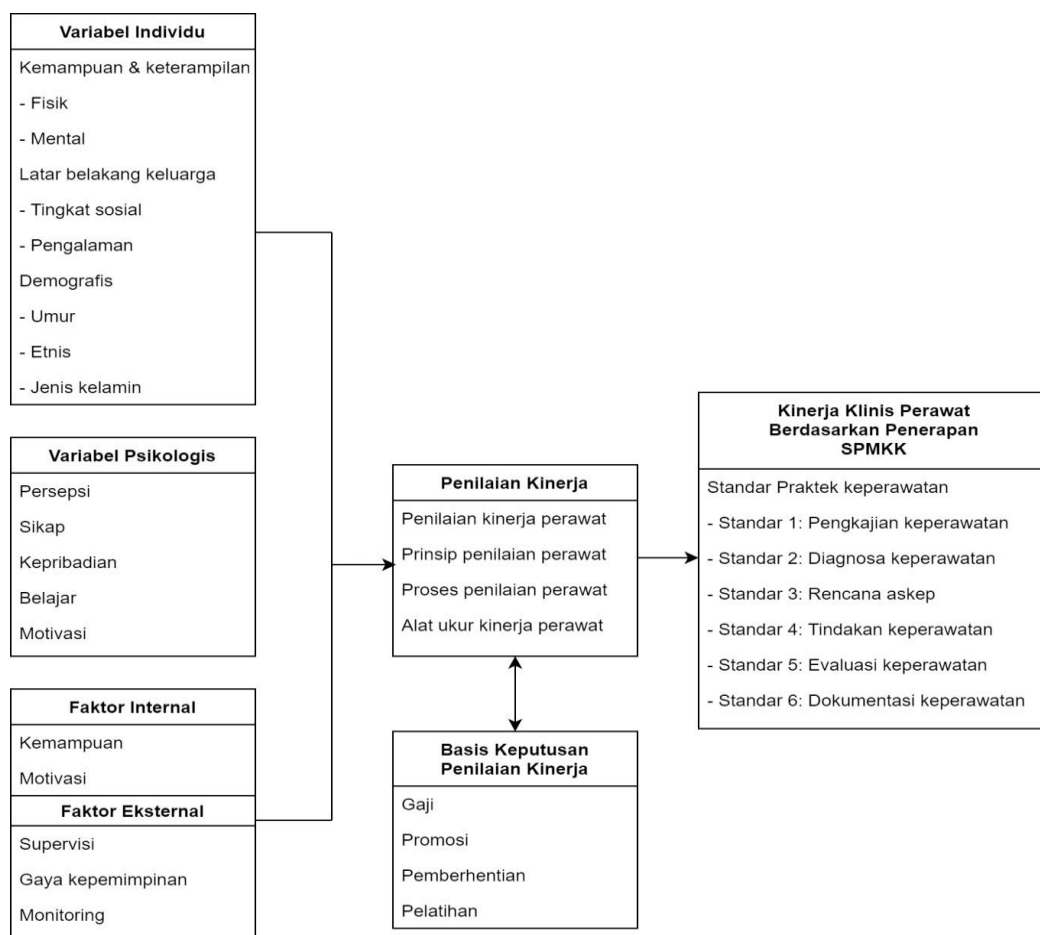 Variabel Individu
Kemampuan & keterampilan
- Fisik
- Mental
Latar belakang keluarga
- Tingkat sosial
- Pengalaman
Demografis
- Umur
- Etnis
- Jenis kelamin
Variabel Psikologis
Persepsi
Sikap
Kepribadian
Belajar
Motivasi
Faktor Internal
Kemampuan
Motivasi
Faktor Eksternal
Supervisi
Gaya kepemimpinan
Monitoring
Penilaian Kinerja
Penilaian kinerja perawat
Prinsip penilaian perawat
Proses penilaian perawat
Alat ukur kinerja perawat
Basis Keputusan
Penilaian Kinerja
Gaji
Promosi
Pemberhentian
Pelatihan
Kinerja Klinis Perawat
Berdasarkan Penerapan
SPMKK
Standar Praktek keperawatan
- Standar 1: Pengkajian keperawatan
- Standar 2: Diagnosa keperawatan
- Standar 3: Rencana askep
- Standar 4: Tindakan keperawatan
- Standar 5: Evaluasi keperawatan
- Standar 6: Dokumentasi keperawatan